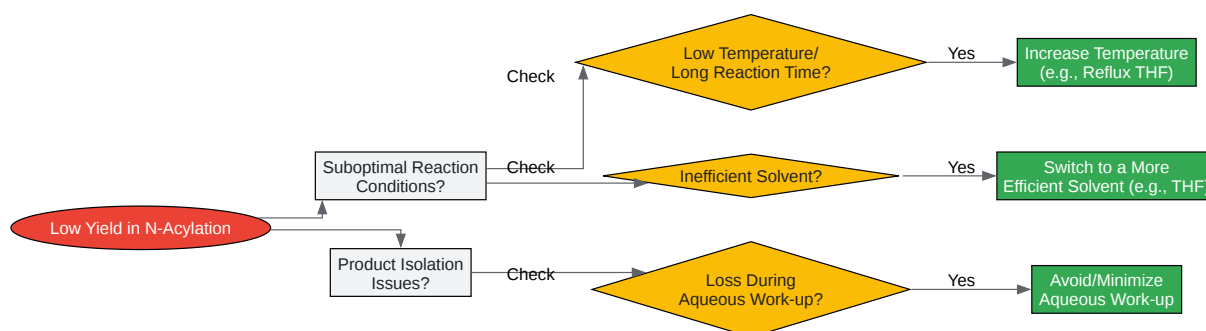 Low Temperature/
Long Reaction Time?
Yes
Increase Temperature
(e.g., Reflux THF)
Check
Suboptimal Reaction
Conditions?
Check
Inefficient Solvent?
Yes
Switch to a More
Efficient Solvent (e.g., THF)
Low Yield in N-Acylation
Product Isolation
Issues?
Check
Loss During
Aqueous Work-up?
Yes
Avoid/Minimize
Aqueous Work-up